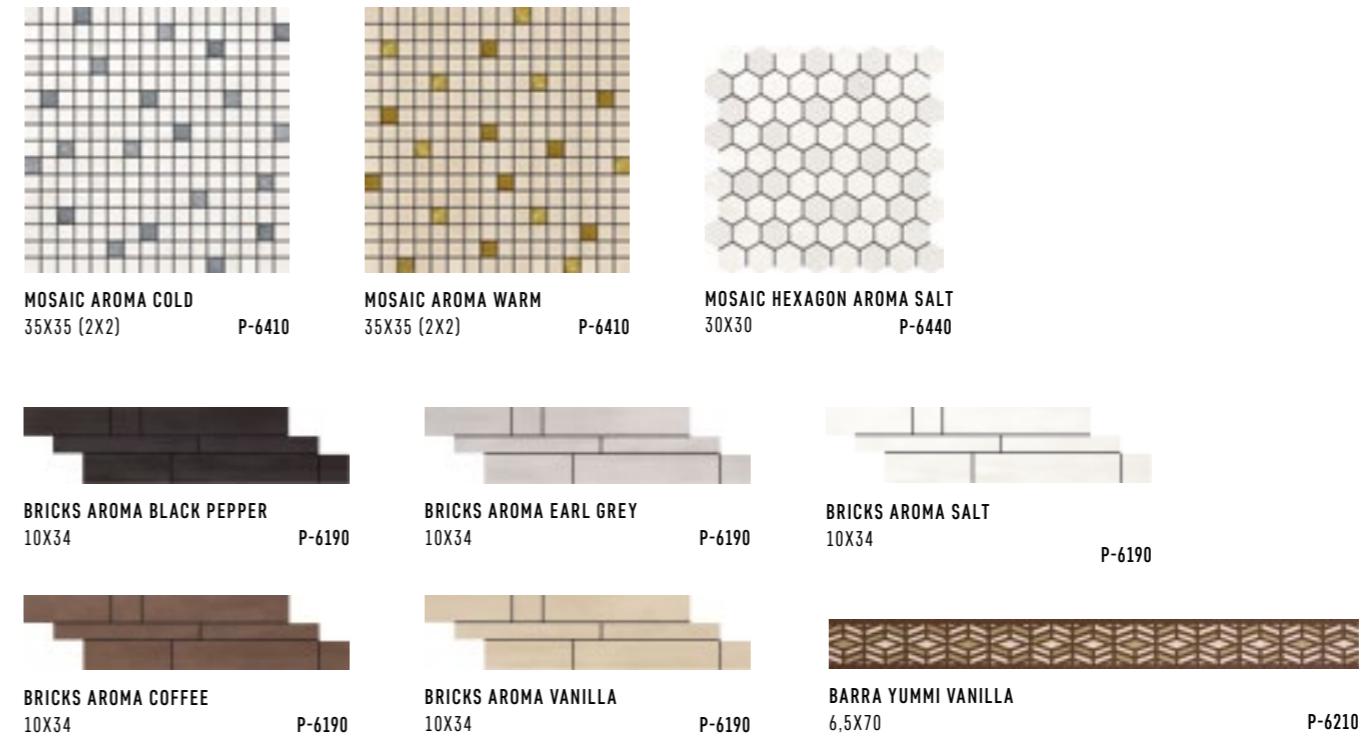 MOSAIC AROMA COLD
35X35 (2X2) P-6410
MOSAIC AROMA WARM
35X35 (2X2) P-6410
MOSAIC HEXAGON AROMA SALT
30X30 P-6440
BRICKS AROMA BLACK PEPPER
10X34 P-6190
BRICKS AROMA EARL GREY
10X34 P-6190
BRICKS AROMA SALT
10X34
P-6190
BRICKS AROMA COFFEE
10X34 P-6190
BRICKS AROMA VANILLA
10X34 P-6190
BARRA YUMMI VANILLA
6,5X70 P-6210